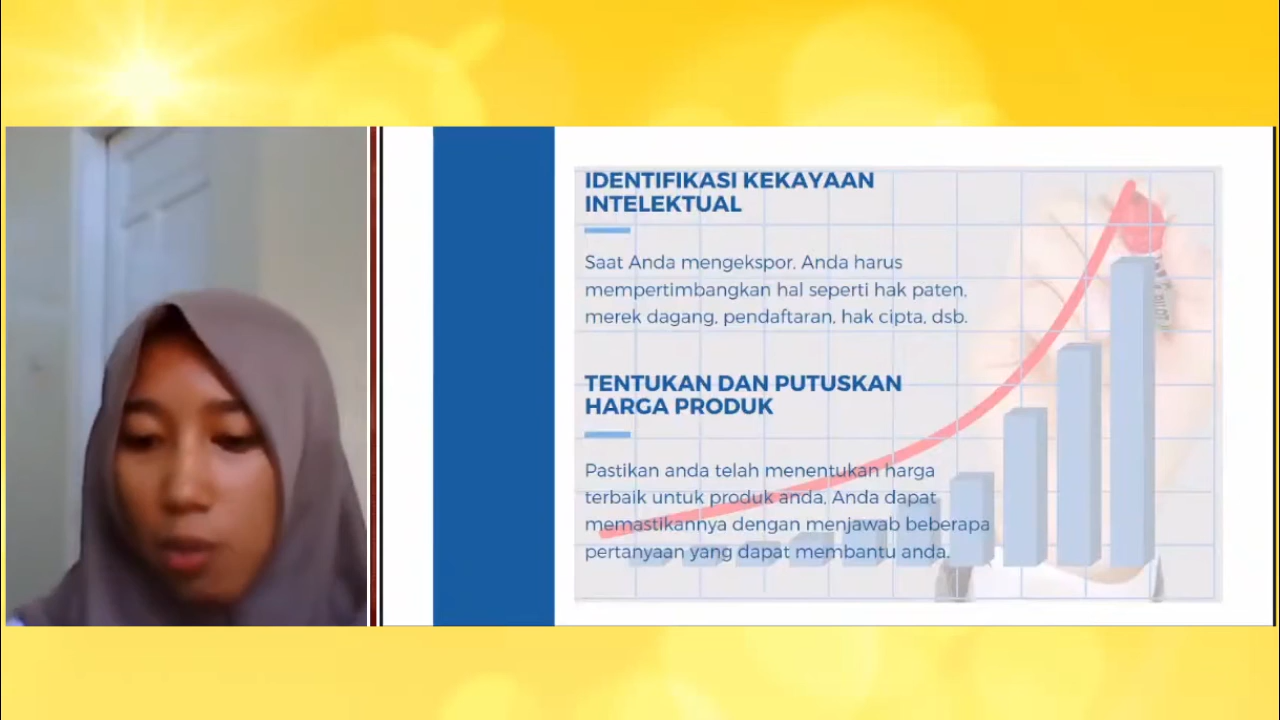 IDENTIFIKASI KEKAYAAN
INTELEKTUAL
Saat Anda mengekspor. Anda harus
mempertimbangkan hal seperti hak paten,
merek dagang, pendaftaran, hak cipta, dsb.
TENTUKAN DAN PUTUSKAN
HARGA PRODUK
Pastikan anda telah menentukan harga
terbaik untuk produk anda. Anda dapat
memastikannya dengan menjawab beberapa
pertanyaan yang dapat membantu anda.